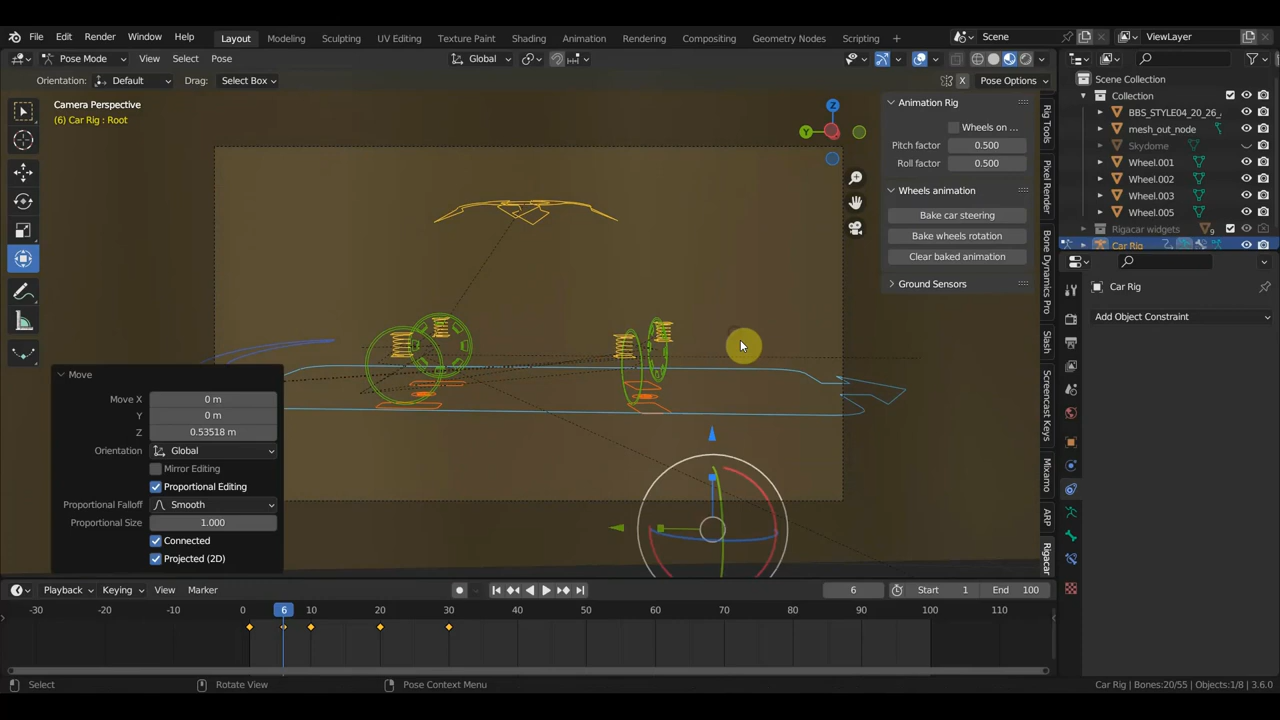 File Edit Render Window Help Layout Modeling Sculpting UV Editing Texture Paint Shading Animation Rendering Compositing Geometry Nodes Scripting + Scene ViewLayer
Pose Mode View Select Pose Global
Orientation: Default Drag: Select Box X Pose Options
Scene Collection
Collection
BBS_STYLE04_20_26_
mesh_out_node
Skydome
Wheel.001
Wheel.002
Wheel.003
Wheel.005
Rigacar widgets 9
Car Rig
Camera Perspective
(6) Car Rig : Root
Z
Y
Animation Rig
Wheels on ...
Pitch factor 0.500
Roll factor 0.500
Wheels animation
Bake car steering
Bake wheels rotation
Clear baked animation
Ground Sensors
Rig Tools
Pixel Render
Bone Dynamics Pro
Slash
Screencast Keys
Mixamo
ARP
Rigacar
Car Rig
Add Object Constraint
Move
Move X 0 m
Y 0 m
Z 0.53518 m
Orientation Global
Mirror Editing
Proportional Editing
Proportional Falloff Smooth
Proportional Size 1.000
Connected
Projected (2D)
Playback Keying View Marker 6 Start 1 End 100
-30 -20 -10 0 6 10 20 30 40 50 60 70 80 90 100 110
Select Rotate View Pose Context Menu Car Rig | Bones:20/55 | Objects:1/8 | 3.6.0